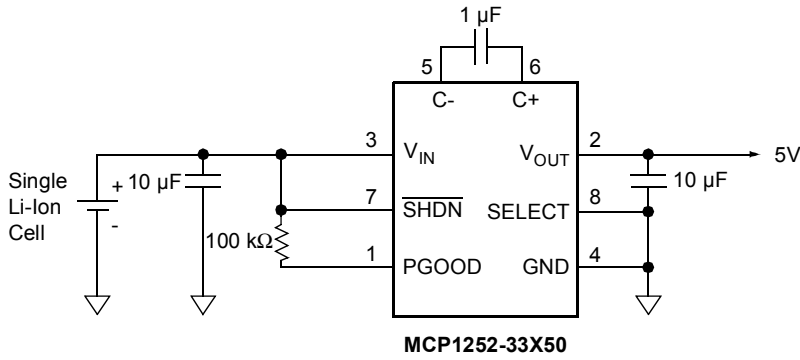 1 µF
5
6
C-
C+
3
2
V_IN
V_OUT
5V
Single
Li-Ion
Cell
+
-
10 µF
10 µF
7
8
S̅H̅D̅N̅
SELECT
100 kΩ
1
4
PGOOD
GND
MCP1252-33X50